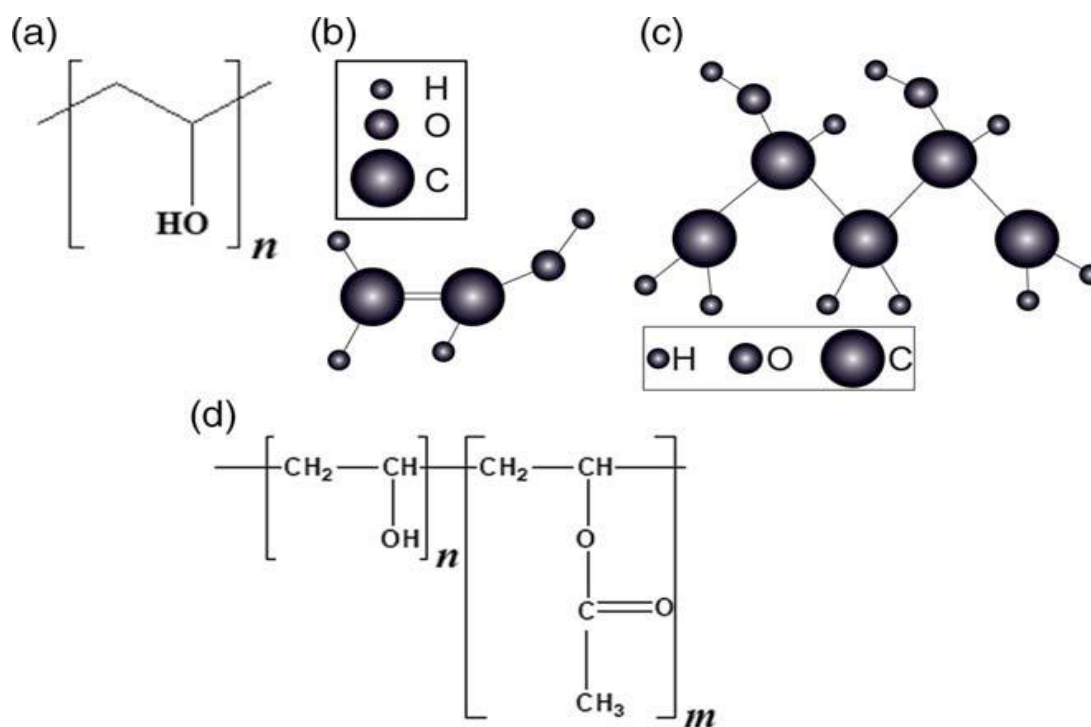 (a)
HO
n
(b)
H
O
C
(c)
H O C
(d)
CH2 CH CH2 CH
OH n O
C O
CH3 m